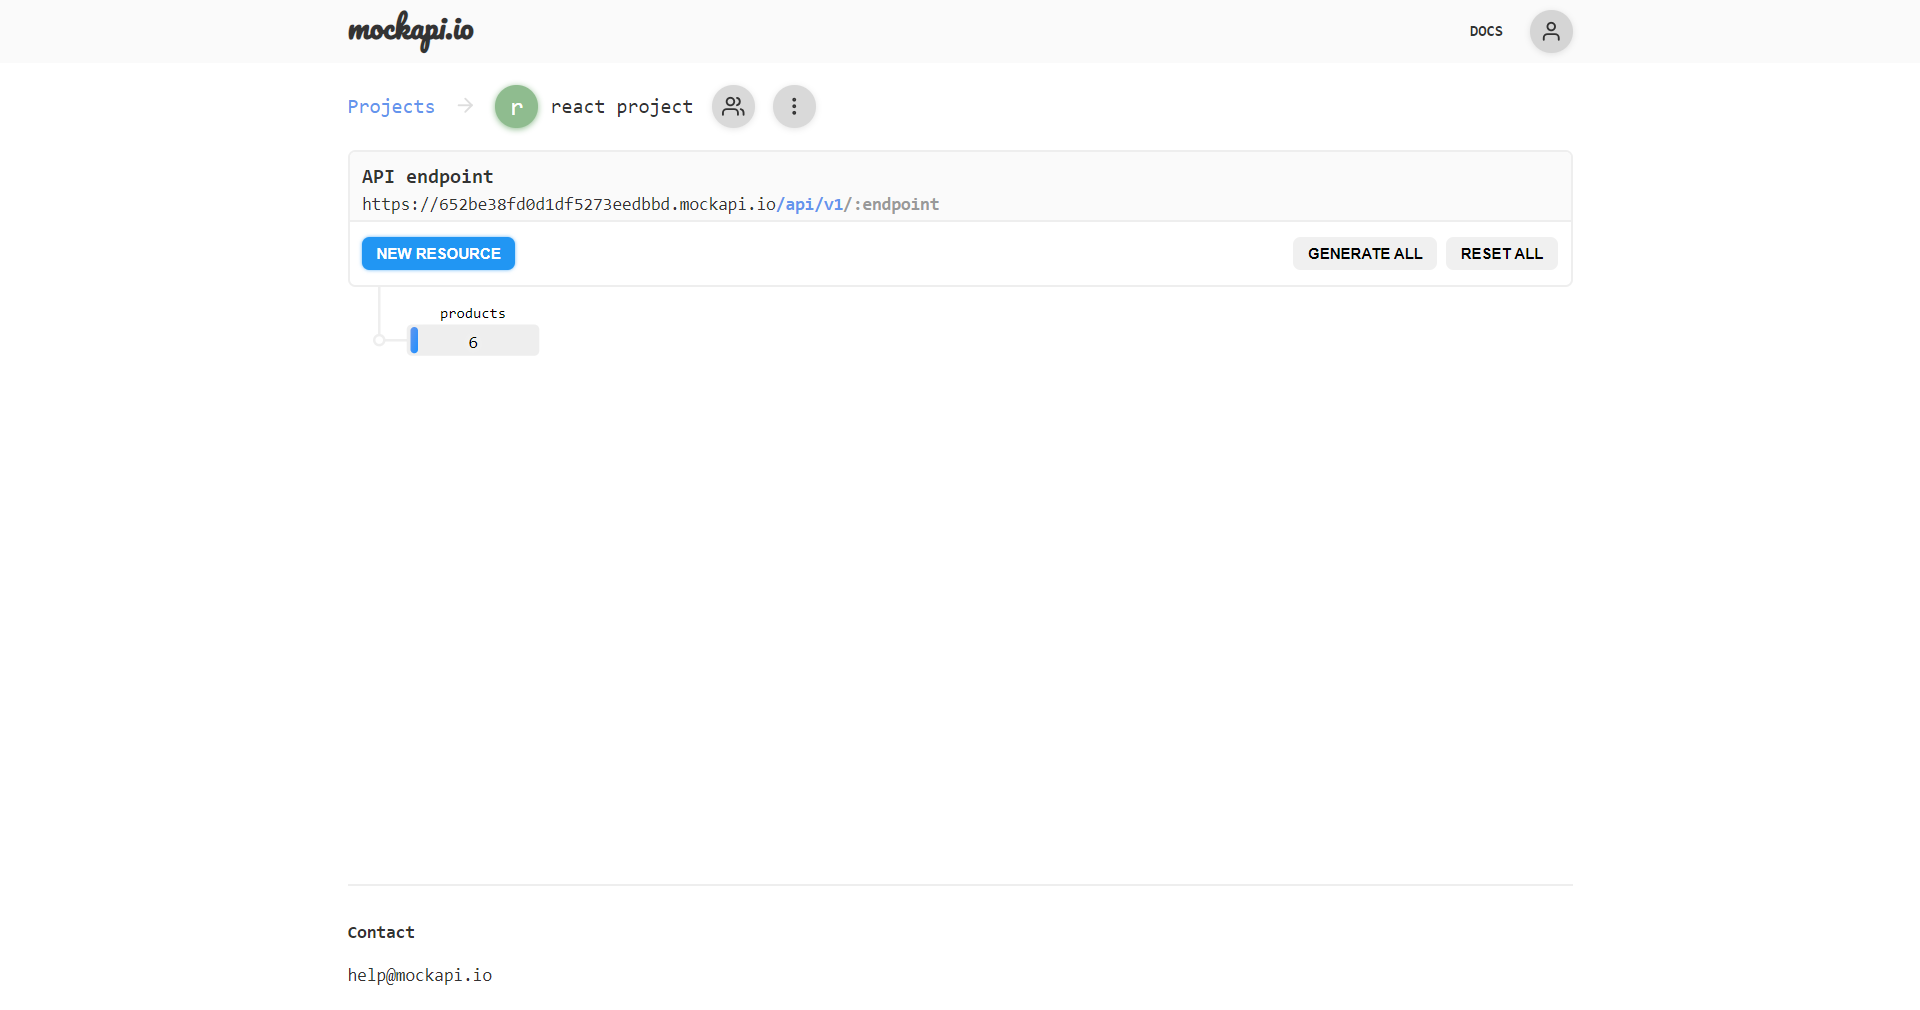 mockapi.io
DOCS
Projects
r
react project
API endpoint
https://652be38fd0d1df5273eedbbd.mockapi.io/api/v1/:endpoint
NEW RESOURCE
GENERATE ALL
RESET ALL
products
6
Contact
help@mockapi.io